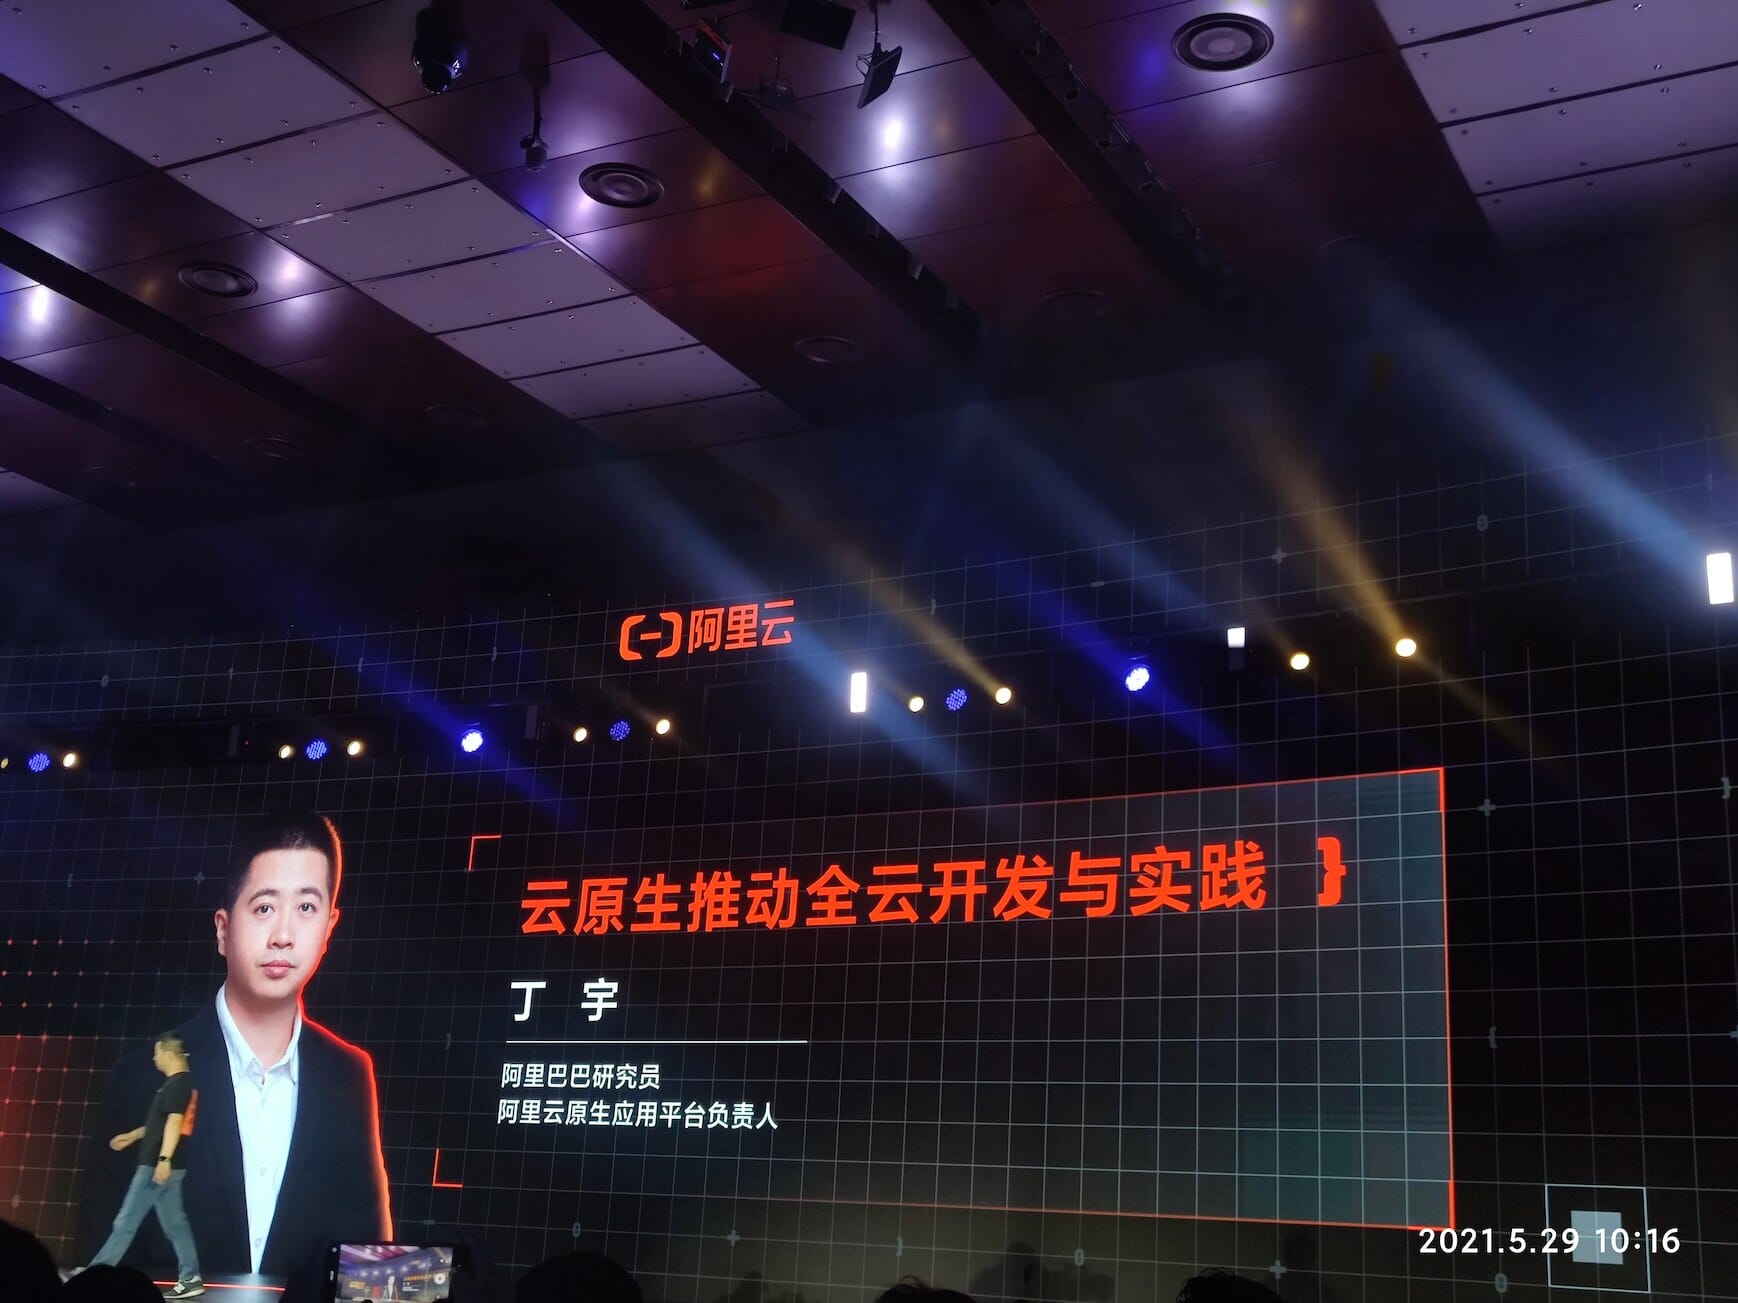 阿里云
云原生推动全云开发与实践 }
丁 宇
阿里巴巴研究员
阿里云原生应用平台负责人
2021.5.29 10:16